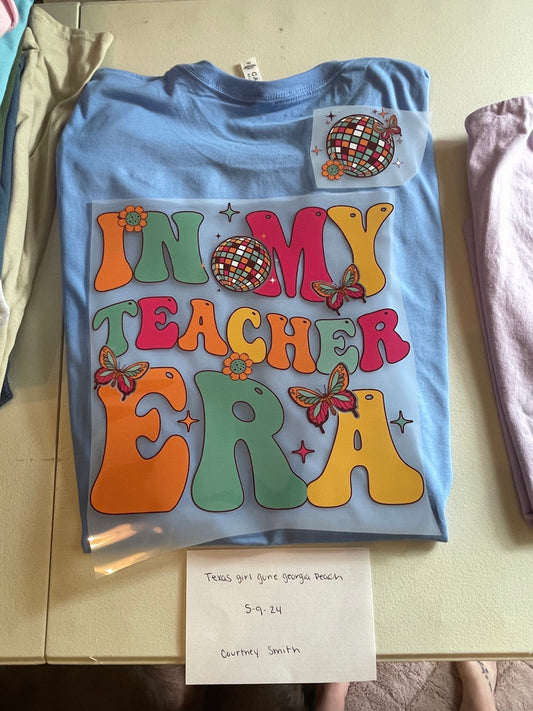 IN MY
TEACHER
ERA
Texas girl gone georgia peach
5-9-24
Courtney Smith